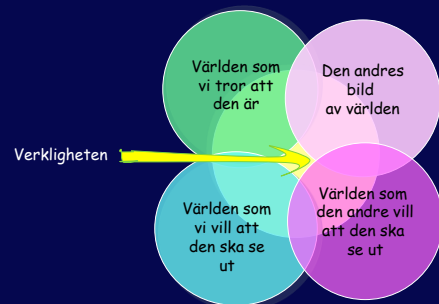 Världen som
vi tror att
den är
Den andres
bild
av världen
Verkligheten
Världen som
vi vill att
den ska se
ut
Världen som
den andre vill
att den ska
se ut